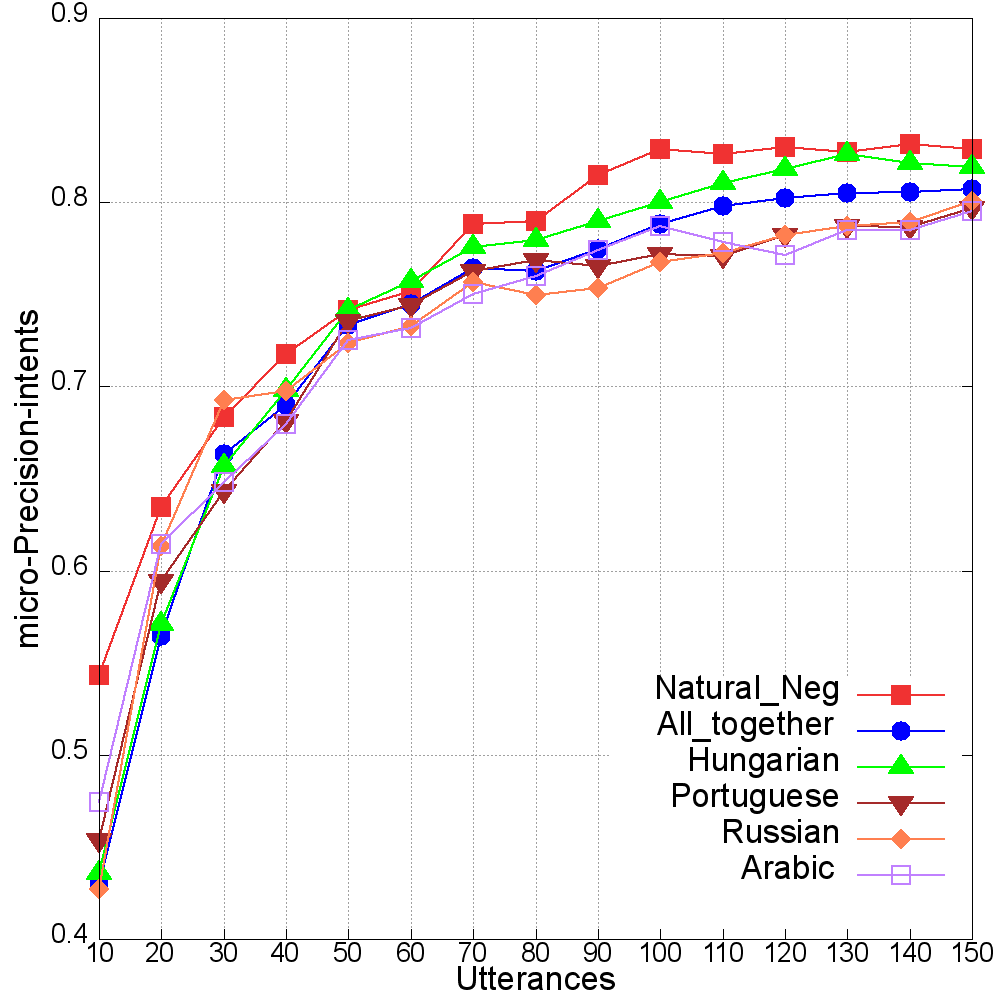 0.9
0.8
0.7
0.6
0.5
0.4
micro-Precision-intents
Natural_Neg
All_together
Hungarian
Portuguese
Russian
Arabic
10 20 30 40 50 60 70 80 90 100 110 120 130 140 150
Utterances